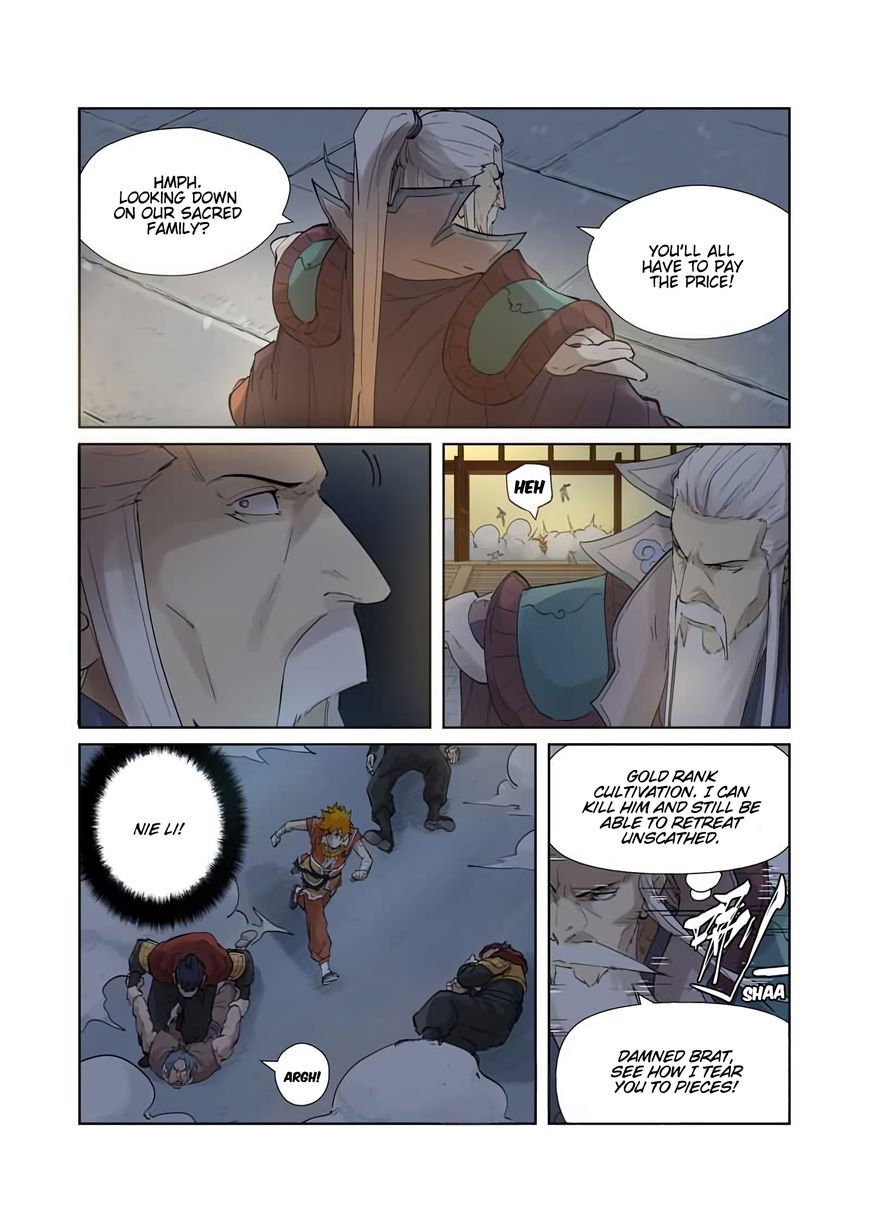 HMPH.
LOOKING DOWN
ON OUR SACRED
FAMILY?
YOU'LL ALL
HAVE TO PAY
THE PRICE!
HEH
NIE LI!
ARGH!
GOLD RANK
CULTIVATION. I CAN
KILL HIM AND STILL BE
ABLE TO RETREAT
UNSCATHED.
SHAA
DAMNED BRAT,
SEE HOW I TEAR
YOU TO PIECES!